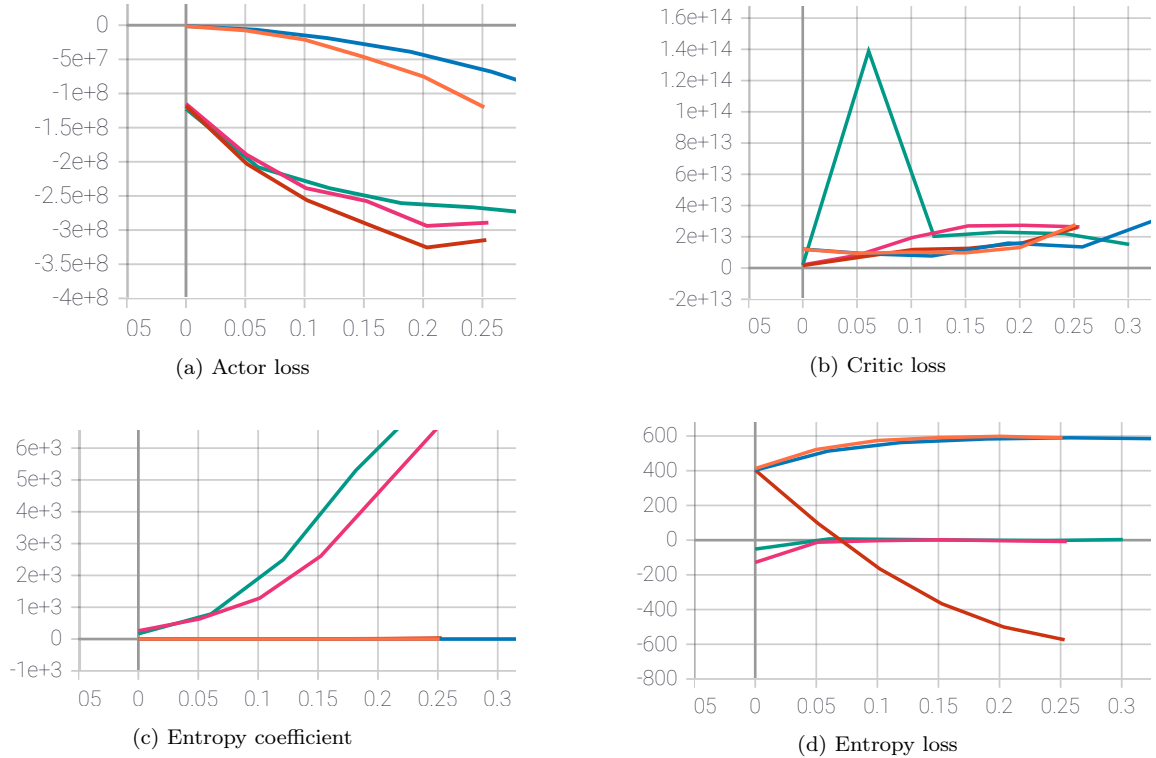 0
-5e+7
-1e+8
-1.5e+8
-2e+8
-2.5e+8
-3e+8
-3.5e+8
-4e+8
05 0 0.05 0.1 0.15 0.2 0.25
(a) Actor loss
1.6e+14
1.4e+14
1.2e+14
1e+14
8e+13
6e+13
4e+13
2e+13
0
-2e+13
05 0 0.05 0.1 0.15 0.2 0.25 0.3
(b) Critic loss
6e+3
5e+3
4e+3
3e+3
2e+3
1e+3
0
-1e+3
05 0 0.05 0.1 0.15 0.2 0.25 0.3
(c) Entropy coefficient
600
400
200
0
-200
-400
-600
-800
05 0 0.05 0.1 0.15 0.2 0.25 0.3
(d) Entropy loss